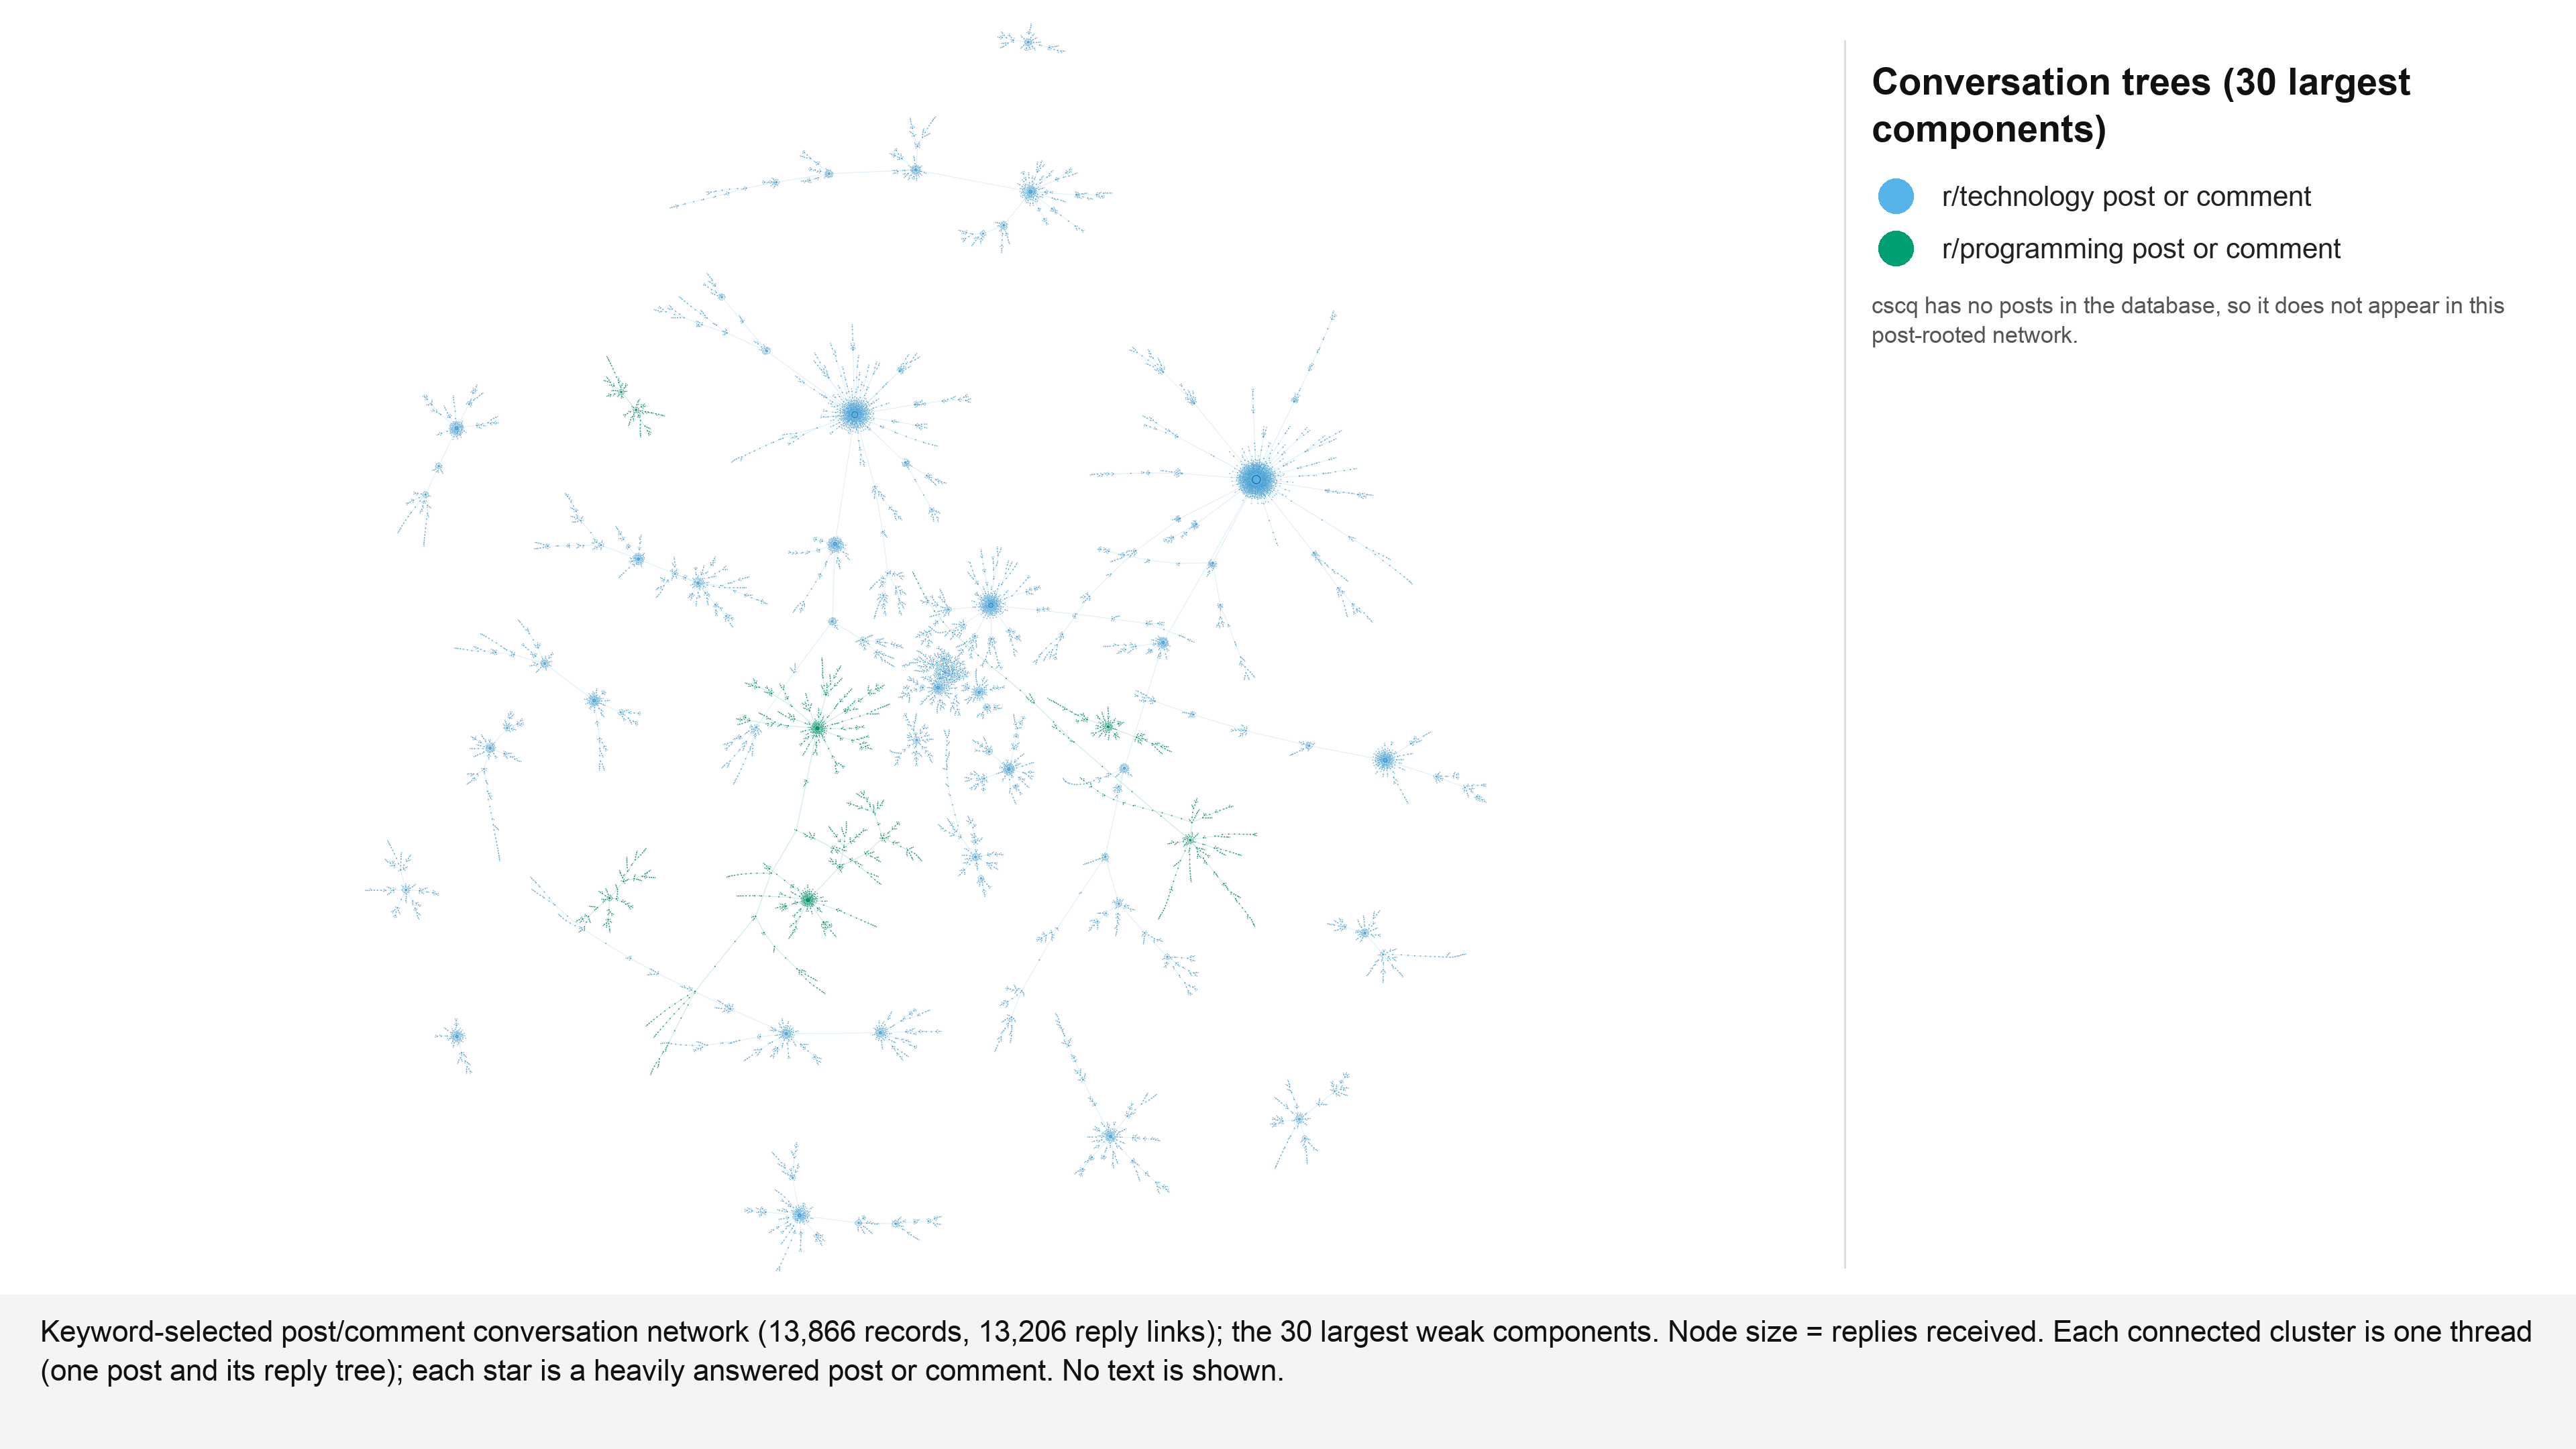 Conversation trees (30 largest
components)
r/technology post or comment
r/programming post or comment
cscq has no posts in the database, so it does not appear in this
post-rooted network.
Keyword-selected post/comment conversation network (13,866 records, 13,206 reply links); the 30 largest weak components. Node size = replies received. Each connected cluster is one thread
(one post and its reply tree); each star is a heavily answered post or comment. No text is shown.